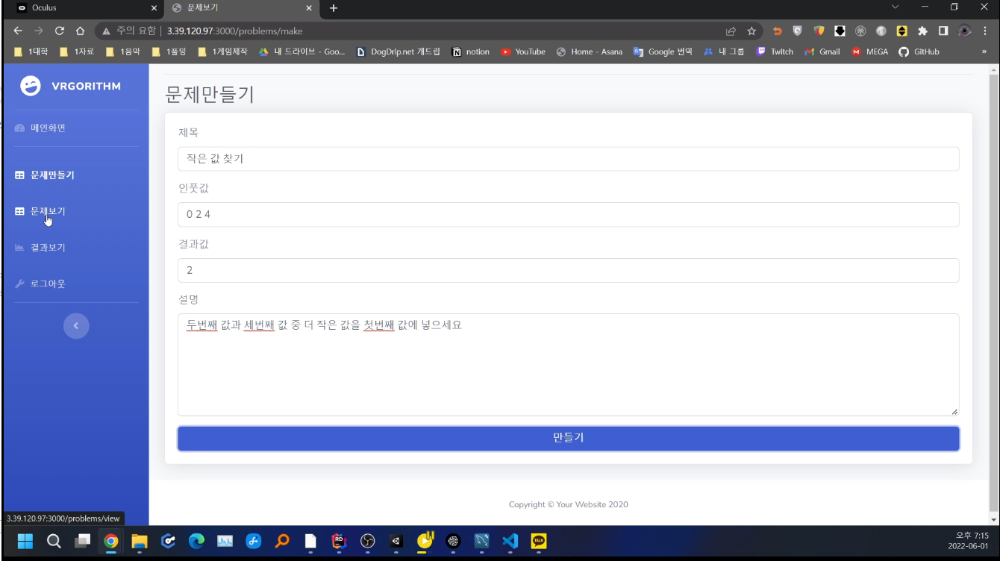 Oculus
문제보기
주의 요함
3.39.120.97:3000/problems/make
1대학
1자료
1음악
1플밍
1게임제작
내 드라이브 - Goo...
DogDrip.net 개드립
notion
YouTube
Home - Asana
Google 번역
내 그룹
Twitch
Gmail
MEGA
GitHub
»
VRGORITHM
메인화면
문제만들기
문제보기
결과보기
로그아웃
문제만들기
제목
작은 값 찾기
인풋값
0 2 4
결과값
2
설명
두번째 값과 세번째 값 중 더 작은 값을 첫번째 값에 넣으세요
만들기
Copyright © Your Website 2020
3.39.120.97:3000/problems/view
RD
TALK
오후 7:15
2022-06-01